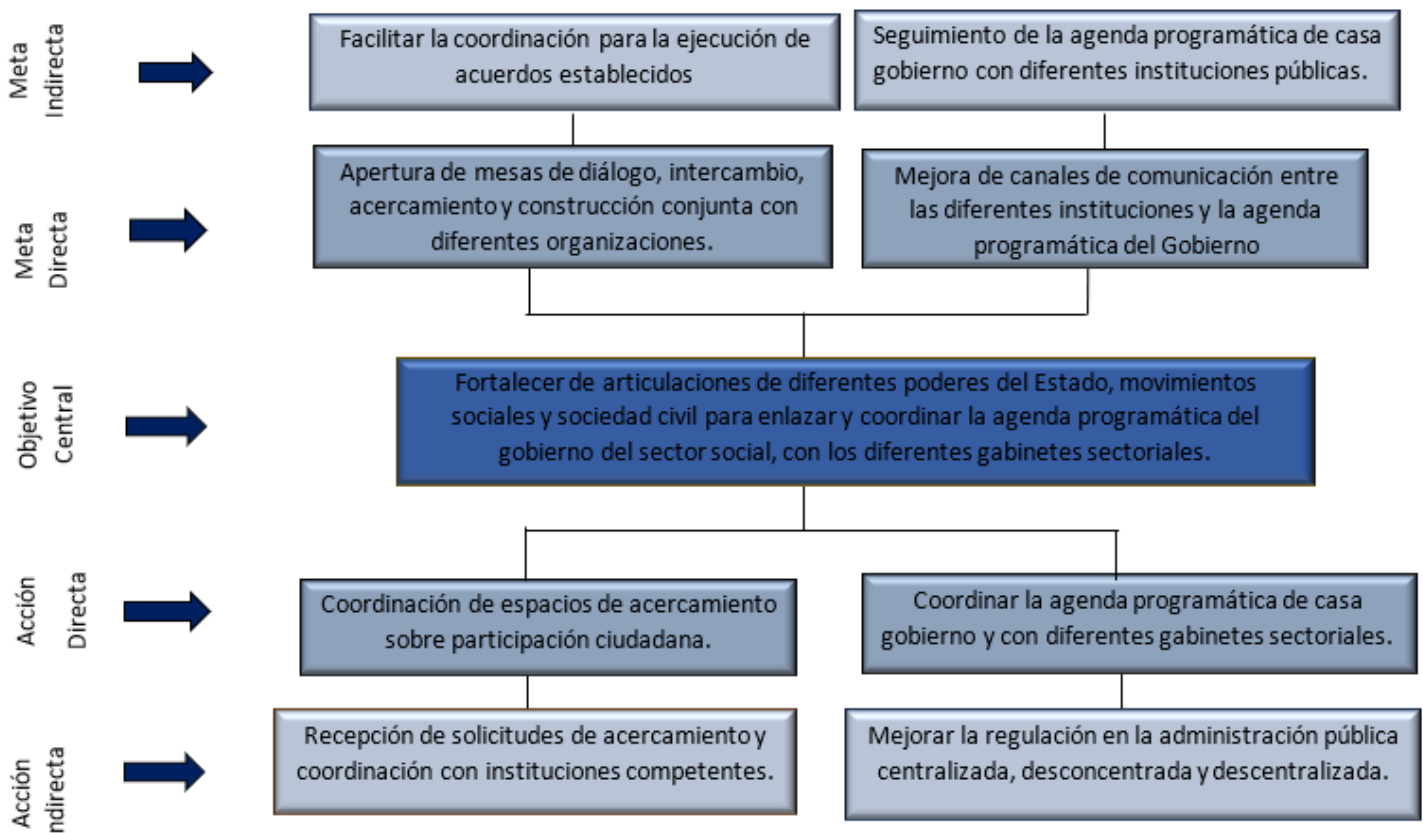 Meta
Indirecta
Facilitar la coordinación para la ejecución de
acuerdos establecidos
Seguimiento de la agenda programática de casa
gobierno con diferentes instituciones públicas.
Meta
Directa
Apertura de mesas de diálogo, intercambio,
acercamiento y construcción conjunta con
diferentes organizaciones.
Mejora de canales de comunicación entre
las diferentes instituciones y la agenda
programática del Gobierno
Objetivo
Central
Fortalecer de articulaciones de diferentes poderes del Estado, movimientos
sociales y sociedad civil para enlazar y coordinar la agenda programática del
gobierno del sector social, con los diferentes gabinetes sectoriales.
Acción
Directa
Coordinación de espacios de acercamiento
sobre participación ciudadana.
Coordinar la agenda programática de casa
gobierno y con diferentes gabinetes sectoriales.
Acción
ndirecta
Recepción de solicitudes de acercamiento y
coordinación con instituciones competentes.
Mejorar la regulación en la administración pública
centralizada, desconcentrada y descentralizada.